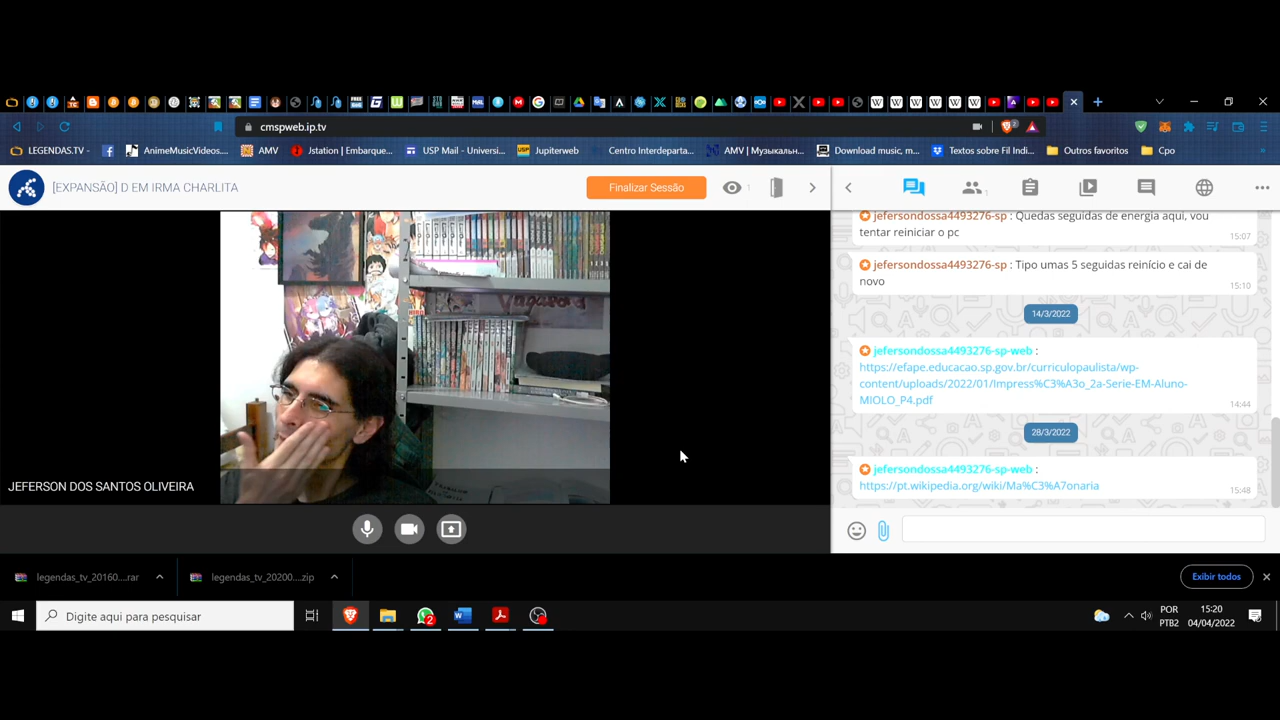 cmspweb.ip.tv
LEGENDAS.TV -
AnimeMusicVideos...
AMV
Jstation | Embarque...
USP Mail - Universi...
Jupiterweb
Centro Interdeparta...
AMV | Музыкальн...
Download music, m...
Textos sobre Fil Indi...
Outros favoritos
Cpo
[EXPANSÃO] D EM IRMA CHARLITA
Finalizar Sessão
1
1
jefersondossa4493276-sp : Quedas seguidas de energia aqui, vou
tentar reiniciar o pc
15:07
jefersondossa4493276-sp : Tipo umas 5 seguidas reinício e cai de
novo
15:10
14/3/2022
jefersondossa4493276-sp-web :
https://efape.educacao.sp.gov.br/curriculopaulista/wp-
content/uploads/2022/01/Impress%C3%A3o_2a-Serie-EM-Aluno-
MIOLO_P4.pdf
14:44
28/3/2022
jefersondossa4493276-sp-web :
https://pt.wikipedia.org/wiki/Ma%C3%A7onaria
15:48
JEFERSON DOS SANTOS OLIVEIRA
legendas_tv_20160....rar
legendas_tv_20200....zip
Exibir todos
Digite aqui para pesquisar
2
POR
PTB2
15:20
04/04/2022